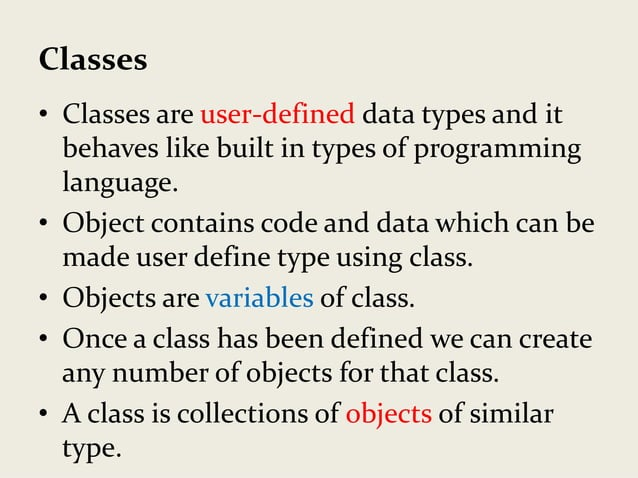 Classes
• Classes are user-defined data types and it
behaves like built in types of programming
language.
• Object contains code and data which can be
made user define type using class.
• Objects are variables of class.
• Once a class has been defined we can create
any number of objects for that class.
• A class is collections of objects of similar
type.